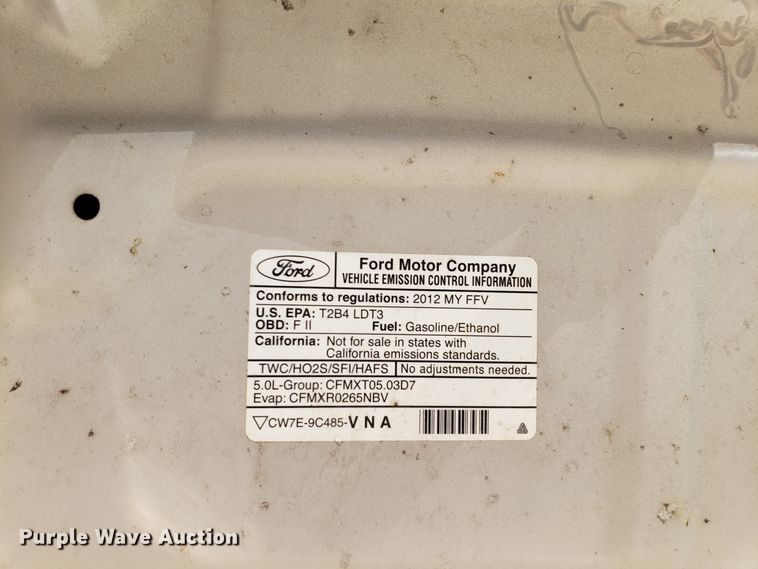 Ford
Ford Motor Company
VEHICLE EMISSION CONTROL INFORMATION
Conforms to regulations: 2012 MY FFV
U.S. EPA: T2B4 LDT3
OBD: F II Fuel: Gasoline/Ethanol
California: Not for sale in states with
California emissions standards.
TWC/HO2S/SFI/HAFS No adjustments needed.
5.0L-Group: CFMXT05.03D7
Evap: CFMXR0265NBV
CW7E-9C485-VNA
Purple Wave Auction